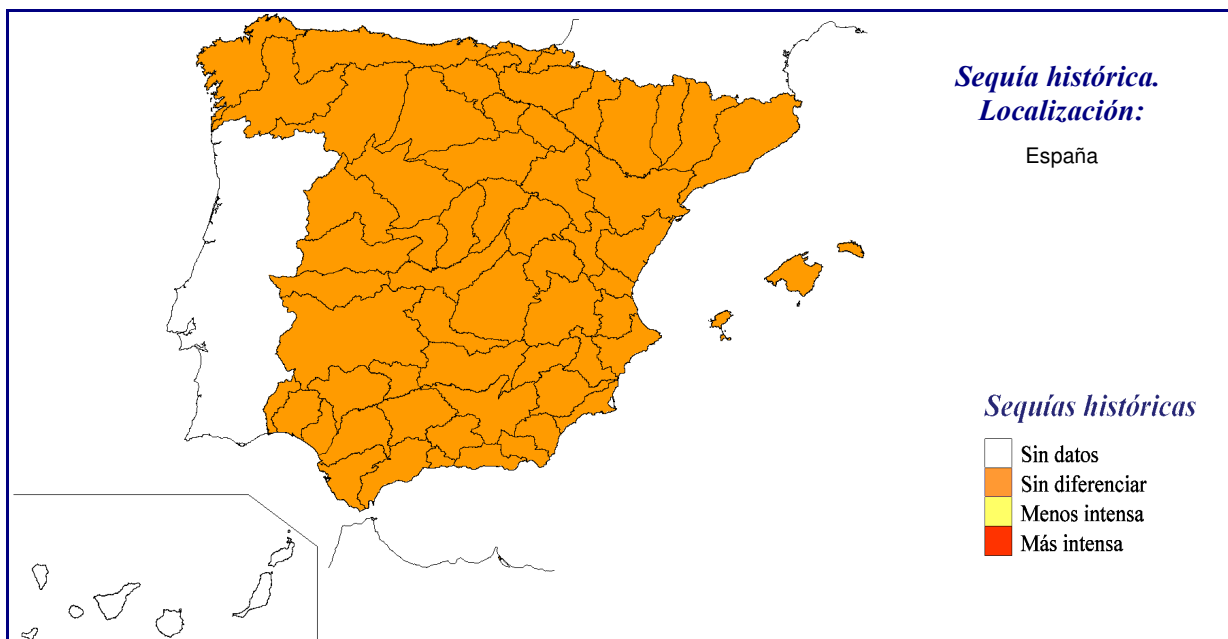 Sequía histórica.
Localización:
España
Sequías históricas
Sin datos
Sin diferenciar
Menos intensa
Más intensa